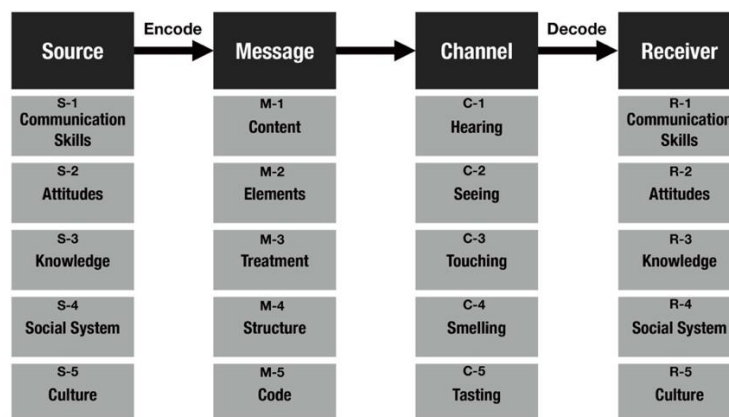 Encode
Decode
Source
Message
Channel
Receiver
S-1
Communication
Skills
M-1
Content
C-1
Hearing
R-1
Communication
Skills
S-2
Attitudes
M-2
Elements
C-2
Seeing
R-2
Attitudes
S-3
Knowledge
M-3
Treatment
C-3
Touching
R-3
Knowledge
S-4
Social System
M-4
Structure
C-4
Smelling
R-4
Social System
S-5
Culture
M-5
Code
C-5
Tasting
R-5
Culture